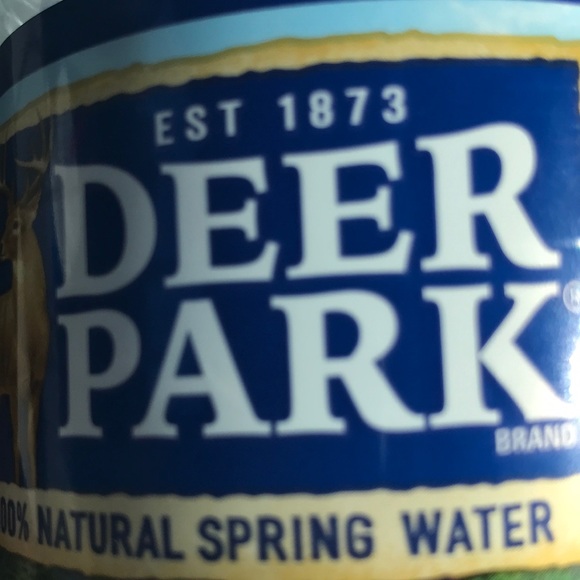 EST 1873
DEER
PARK®
BRAND
00% NATURAL SPRING WATER